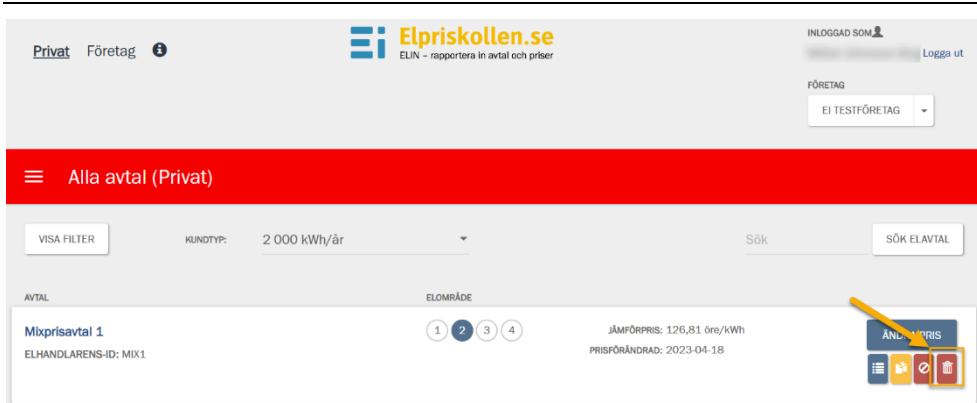 Privat Företag
Elpriskollen.se
ELIN – rapportera in avtal och priser
INLOGGAD SOM
Logga ut
FÖRETAG
EI TESTFÖRETAG
Alla avtal (Privat)
VISA FILTER KUNDTYP: 2 000 kWh/år Sök SÖK ELAVTAL
AVTAL ELOMRÅDE
Mixprisavtal 1 1 2 3 4 JÄMFÖRPRIS: 126,81 öre/kWh
ELHANDLARENS-ID: MIX1 PRISFÖRÄNDRAD: 2023-04-18